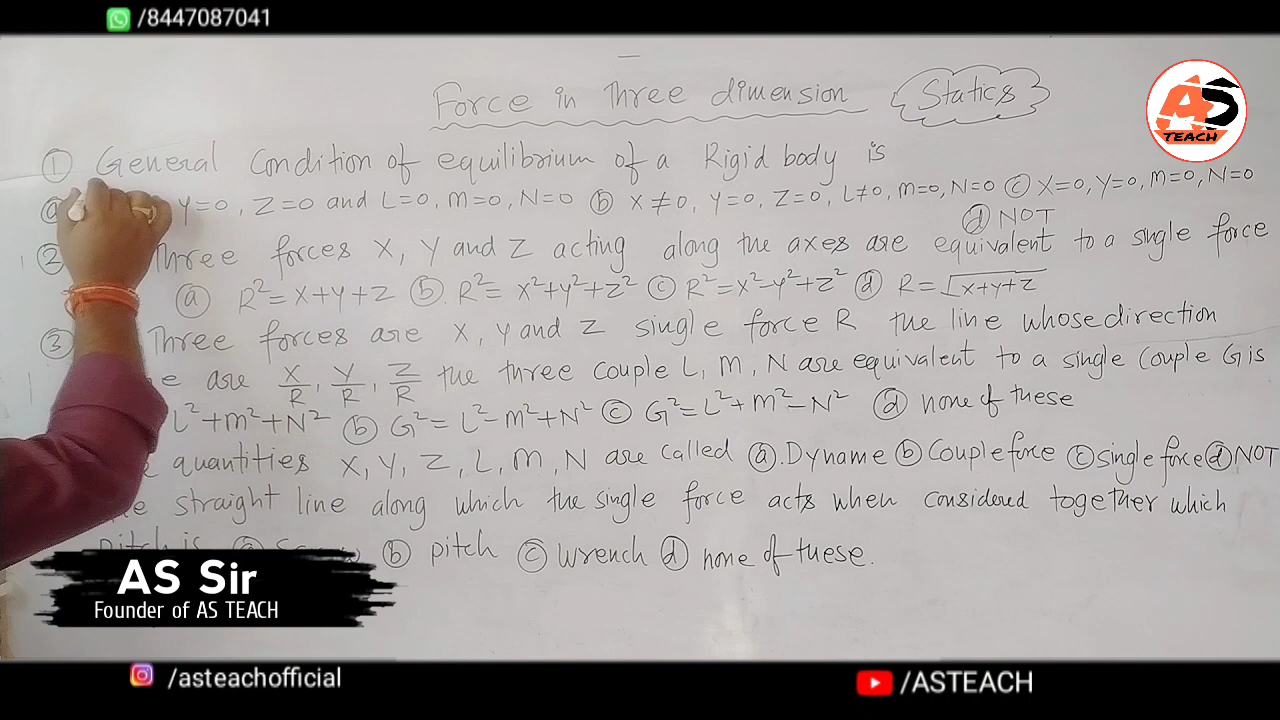 /8447087041
Force in Three dimension Statics
AS
TEACH
① General Condition of equilibrium of a Rigid body is
ⓐ Y=0, Z=0 and L=0, M=0, N=0 ⓑ X≠0, Y=0, Z=0, L≠0, M=0, N=0 ⓒ X=0, Y=0, M=0, N=0
ⓓ NOT
② Three forces X, Y and Z acting along the axes are equivalent to a single force
ⓐ R²=X+Y+Z ⓑ. R²= X²+Y²+Z² ⓒ R²=X²-Y²+Z² ⓓ R=√X+Y+Z
③ Three forces are X, Y and Z single force R the line whose direction
are X/R, Y/R, Z/R the three couple L, M, N are equivalent to a single Couple G is
L²+M²+N² ⓑ G²= L²-M²+N² ⓒ G²=L²+M²-N² ⓓ none of these
quantities X, Y, Z, L, M, N are called ⓐ.Dyname ⓑ Couple force ⓒ single force ⓓ NOT
straight line along which the single force acts when considered together which
pitch is ⓐ ⓑ pitch ⓒ Wrench ⓓ none of these.
AS Sir
Founder of AS TEACH
/asteachofficial
/ASTEACH